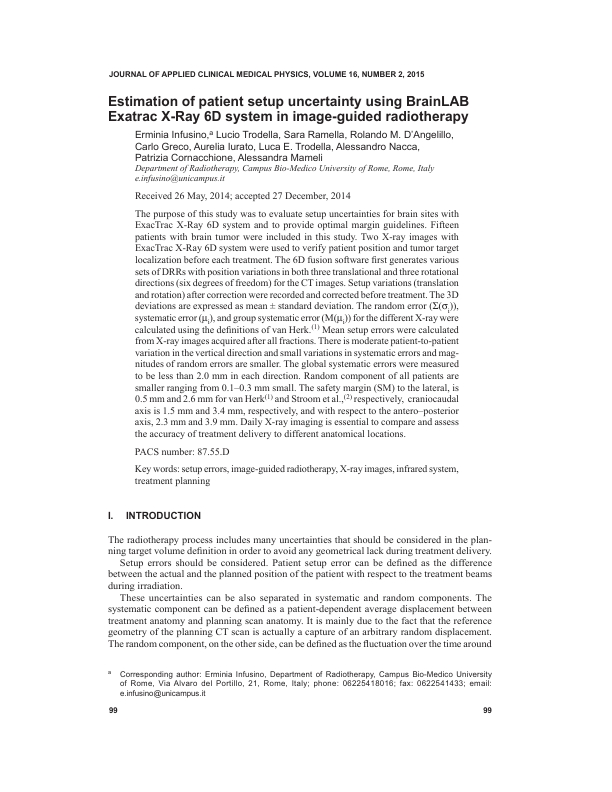 JOURNAL OF APPLIED CLINICAL MEDICAL PHYSICS, VOLUME 16, NUMBER 2, 2015
Estimation of patient setup uncertainty using BrainLAB
Exatrac X-Ray 6D system in image-guided radiotherapy
Erminia Infusino,ª Lucio Trodella, Sara Ramella, Rolando M. D’Angelillo,
Carlo Greco, Aurelia Iurato, Luca E. Trodella, Alessandro Nacca,
Patrizia Cornacchione, Alessandra Mameli
Department of Radiotherapy, Campus Bio-Medico University of Rome, Rome, Italy
e.infusino@unicampus.it
Received 26 May, 2014; accepted 27 December, 2014
The purpose of this study was to evaluate setup uncertainties for brain sites with
ExacTrac X-Ray 6D system and to provide optimal margin guidelines. Fifteen
patients with brain tumor were included in this study. Two X-ray images with
ExacTrac X-Ray 6D system were used to verify patient position and tumor target
localization before each treatment. The 6D fusion software first generates various
sets of DRRs with position variations in both three translational and three rotational
directions (six degrees of freedom) for the CT images. Setup variations (translation
and rotation) after correction were recorded and corrected before treatment. The 3D
deviations are expressed as mean ± standard deviation. The random error (Σ(σᵢ)),
systematic error (μᵢ), and group systematic error (M(μᵢ)) for the different X-ray were
calculated using the definitions of van Herk.⁽¹⁾ Mean setup errors were calculated
from X-ray images acquired after all fractions. There is moderate patient-to-patient
variation in the vertical direction and small variations in systematic errors and mag-
nitudes of random errors are smaller. The global systematic errors were measured
to be less than 2.0 mm in each direction. Random component of all patients are
smaller ranging from 0.1–0.3 mm small. The safety margin (SM) to the lateral, is
0.5 mm and 2.6 mm for van Herk⁽¹⁾ and Stroom et al.,⁽²⁾ respectively, craniocaudal
axis is 1.5 mm and 3.4 mm, respectively, and with respect to the antero–posterior
axis, 2.3 mm and 3.9 mm. Daily X-ray imaging is essential to compare and assess
the accuracy of treatment delivery to different anatomical locations.
PACS number: 87.55.D
Key words: setup errors, image-guided radiotherapy, X-ray images, infrared system,
treatment planning
I. INTRODUCTION
The radiotherapy process includes many uncertainties that should be considered in the plan-
ning target volume definition in order to avoid any geometrical lack during treatment delivery.
Setup errors should be considered. Patient setup error can be defined as the difference
between the actual and the planned position of the patient with respect to the treatment beams
during irradiation.
These uncertainties can be also separated in systematic and random components. The
systematic component can be defined as a patient-dependent average displacement between
treatment anatomy and planning scan anatomy. It is mainly due to the fact that the reference
geometry of the planning CT scan is actually a capture of an arbitrary random displacement.
The random component, on the other side, can be defined as the fluctuation over the time around
ª Corresponding author: Erminia Infusino, Department of Radiotherapy, Campus Bio-Medico University
of Rome, Via Alvaro del Portillo, 21, Rome, Italy; phone: 06225418016; fax: 0622541433; email:
e.infusino@unicampus.it
99 99